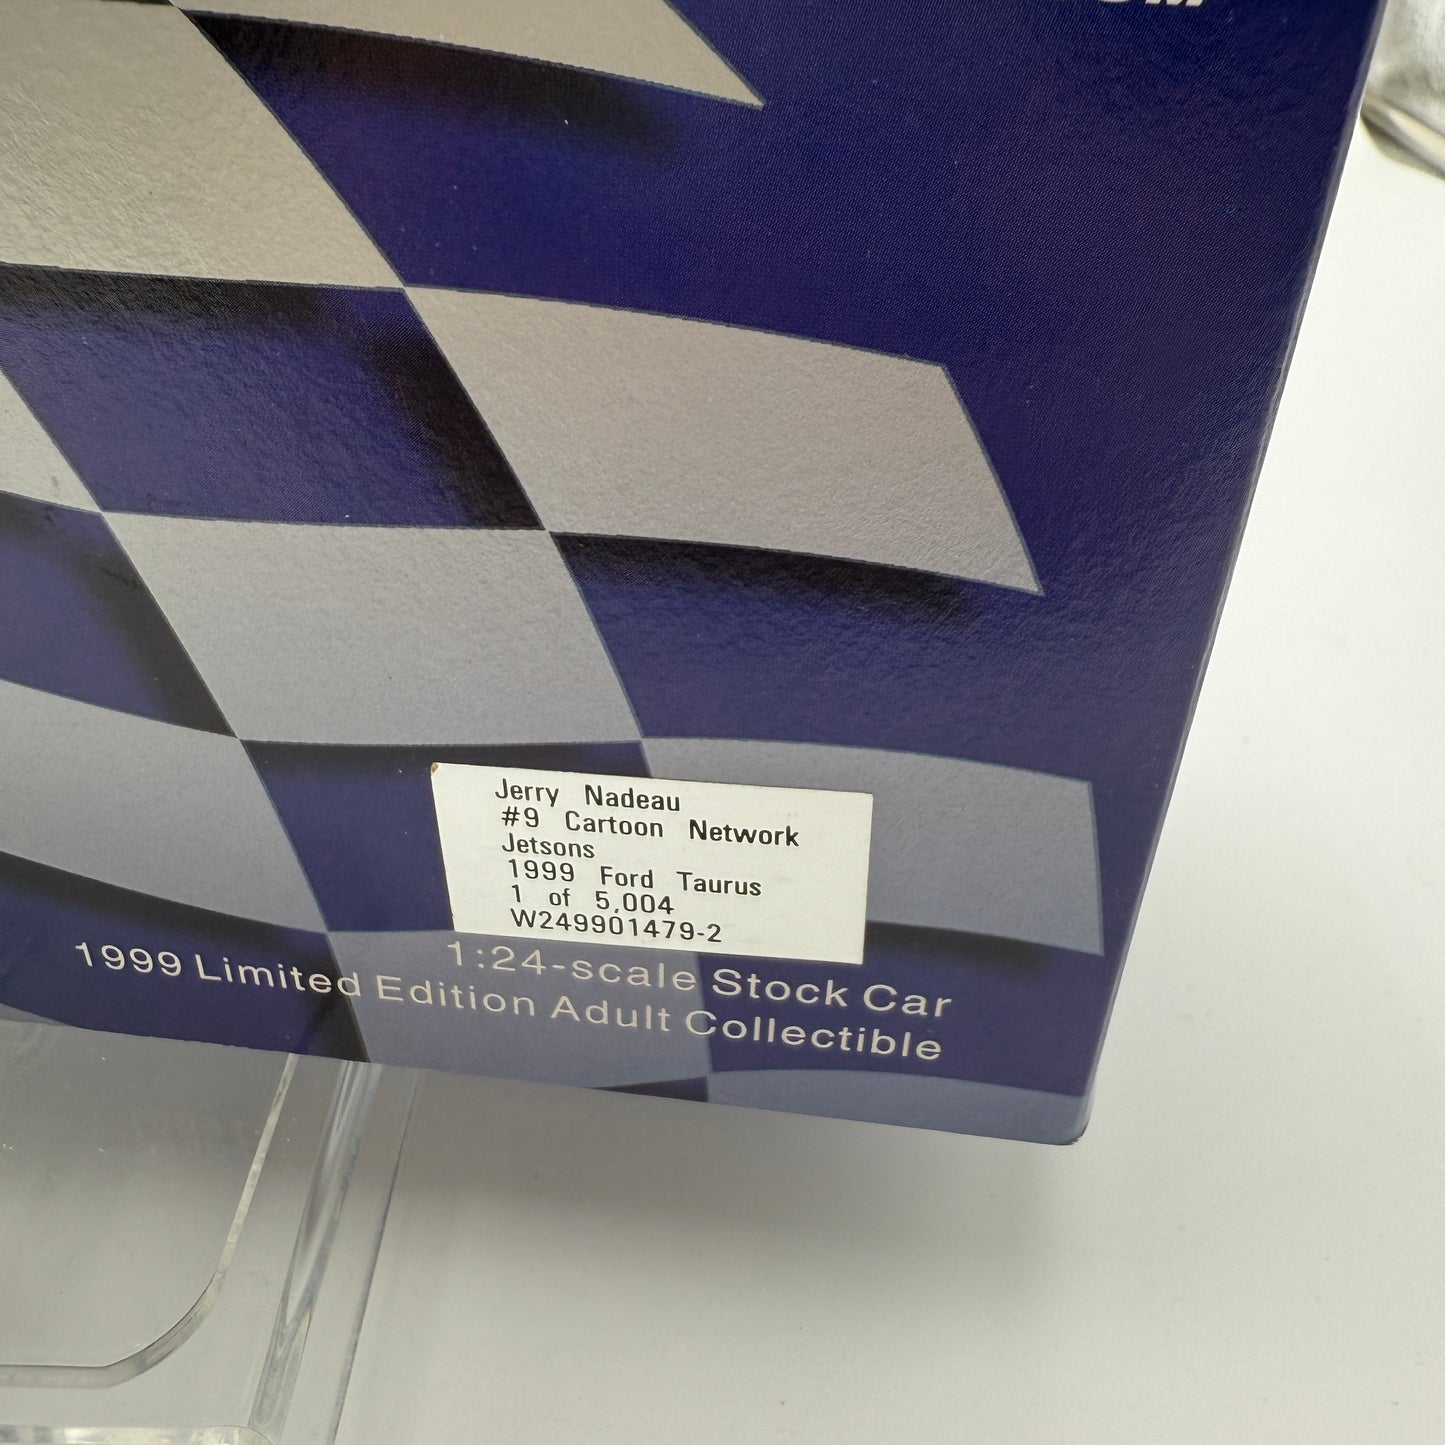 Jerry Nadeau
#9 Cartoon Network
Jetsons
1999 Ford Taurus
1 of 5,004
W249901479-2
1:24-scale Stock Car
1999 Limited Edition Adult Collectible